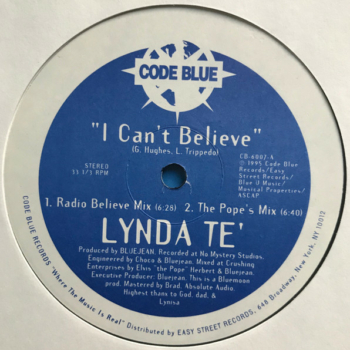 CODE BLUE
"I Can't Believe"
(G. Hughes, L. Trippedo)
STEREO
33 1/3 RPM
CD-6007-A
© 1995 Code Blue
Records/Easy
Street Records/
Blue U Music/
Musical Properties/
ASCAP
1. Radio Believe Mix (6:25) 2. The Pope's Mix (6:40)
LYNDA TE'
Produced by BLUEJEAN. Recorded at No Mystery Studios.
Engineered by Choco & Bluejean. Mixed at Crushing
Enterprises by Elvis "the Pope" Herbert & Bluejean.
Executive Producer: Bluejean. This is a Bluemoon
prod. Mastered by Brad. Absolute Audio.
Highest thans to God. dad. &
Lynisa
CODE BLUE RECORDS "Where The Music Is Real" Distributed by EASY STREET RECORDS, 648 Broadway, New York, NY 10012